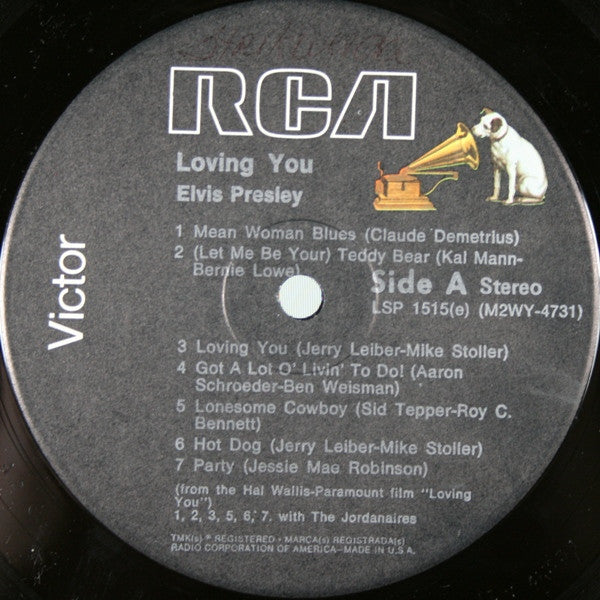 RCA
Loving You
Elvis Presley
Victor
1 Mean Woman Blues (Claude Demetrius)
2 (Let Me Be Your) Teddy Bear (Kal Mann-
Bernie Lowe)
Side A Stereo
LSP 1515(e) (M2WY-4731)
3 Loving You (Jerry Leiber-Mike Stoller)
4 Got A Lot O' Livin' To Do! (Aaron
Schroeder-Ben Weisman)
5 Lonesome Cowboy (Sid Tepper-Roy C.
Bennett)
6 Hot Dog (Jerry Leiber-Mike Stoller)
7 Party (Jessie Mae Robinson)
(from the Hal Wallis-Paramount film "Loving
You")
1, 2, 3, 5, 6, 7. with The Jordanaires
TMK(s) ® REGISTERED • MARCA(s) REGISTRADA(s)
RADIO CORPORATION OF AMERICA—MADE IN U.S.A.